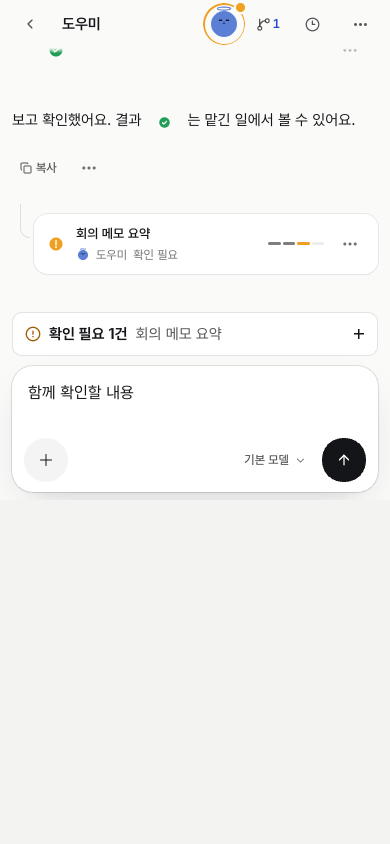 도우미
1
보고 확인했어요. 결과 는 맡긴 일에서 볼 수 있어요.
복사
회의 메모 요약
도우미 확인 필요
확인 필요 1건 회의 메모 요약
함께 확인할 내용
기본 모델